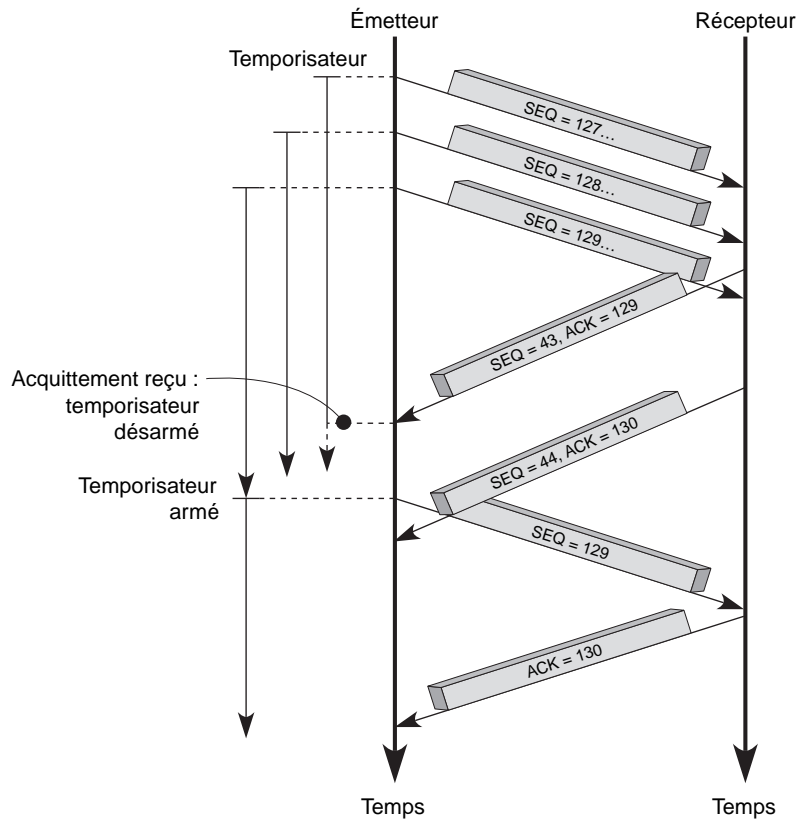 Émetteur
Récepteur
Temporisateur
SEQ = 127…
SEQ = 128…
SEQ = 129…
SEQ = 43, ACK = 129
Acquittement reçu :
temporisateur
désarmé
SEQ = 44, ACK = 130
Temporisateur
armé
SEQ = 129
ACK = 130
Temps
Temps